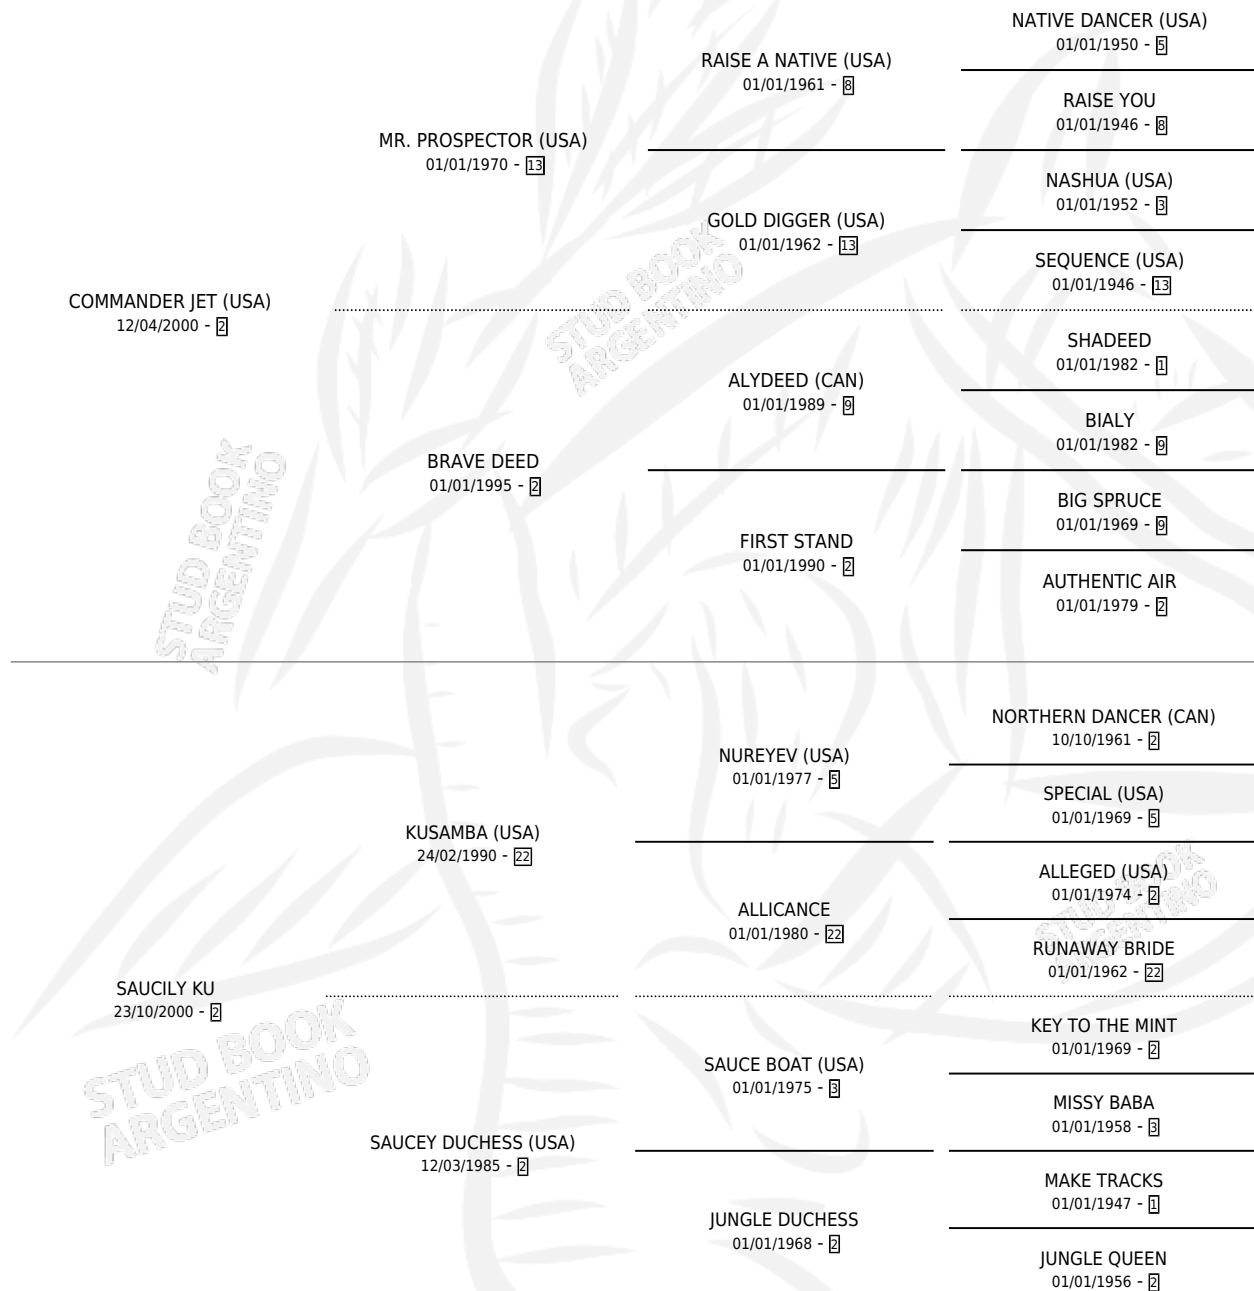 NATIVE DANCER (USA)
01/01/1950 - 5
RAISE A NATIVE (USA)
01/01/1961 - 8
RAISE YOU
01/01/1946 - 8
MR. PROSPECTOR (USA)
01/01/1970 - 13
NASHUA (USA)
01/01/1952 - 3
GOLD DIGGER (USA)
01/01/1962 - 13
SEQUENCE (USA)
01/01/1946 - 13
COMMANDER JET (USA)
12/04/2000 - 2
STUD BOOK
ARGENTINO
SHADEED
01/01/1982 - 1
ALYDEED (CAN)
01/01/1989 - 9
BIALY
01/01/1982 - 9
BRAVE DEED
01/01/1995 - 2
BIG SPRUCE
01/01/1969 - 9
FIRST STAND
01/01/1990 - 2
AUTHENTIC AIR
01/01/1979 - 2
STUD BOOK
ARGENTINO
NORTHERN DANCER (CAN)
10/10/1961 - 2
NUREYEV (USA)
01/01/1977 - 5
SPECIAL (USA)
01/01/1969 - 5
KUSAMBA (USA)
24/02/1990 - 22
ALLEGED (USA)
01/01/1974 - 2
ALLICANCE
01/01/1980 - 22
RUNAWAY BRIDE
01/01/1962 - 22
STUD BOOK
ARGENTINO
SAUCILY KU
23/10/2000 - 2
KEY TO THE MINT
01/01/1969 - 2
SAUCE BOAT (USA)
01/01/1975 - 3
MISSY BABA
01/01/1958 - 3
STUD BOOK
ARGENTINO
SAUCEY DUCHESS (USA)
12/03/1985 - 2
MAKE TRACKS
01/01/1947 - 1
JUNGLE DUCHESS
01/01/1968 - 2
JUNGLE QUEEN
01/01/1956 - 2